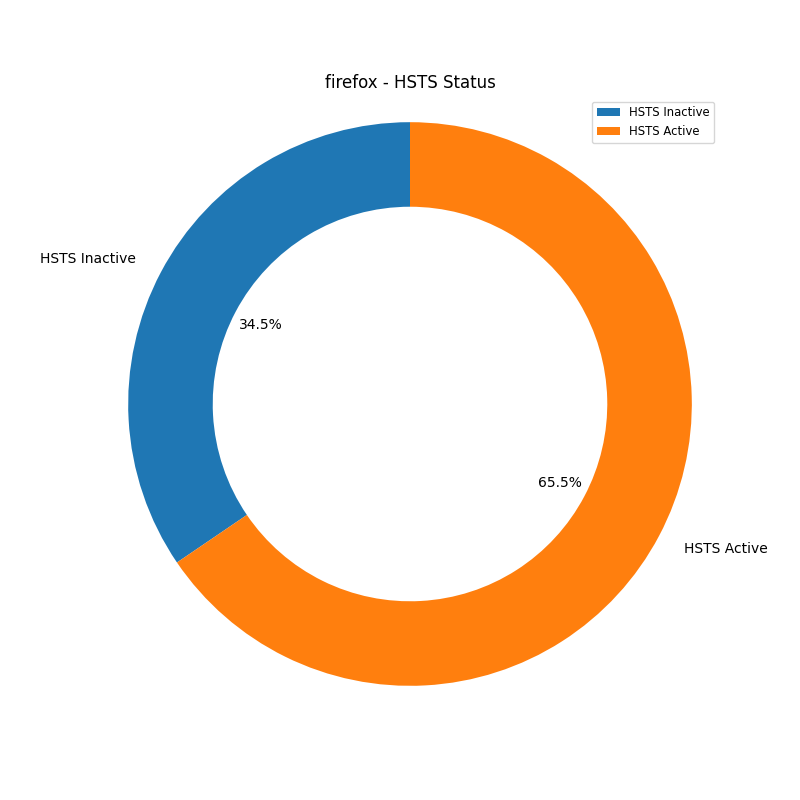 firefox - HSTS Status
HSTS Inactive
HSTS Active
HSTS Inactive
34.5%
65.5%
HSTS Active